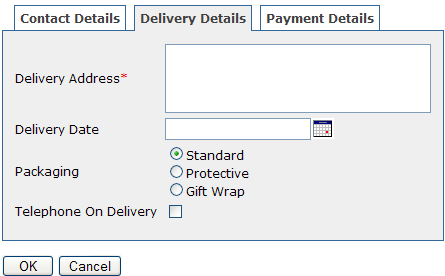 Contact Details Delivery Details Payment Details
Delivery Address*
Delivery Date
Standard
Packaging Protective
Gift Wrap
Telephone On Delivery
OK Cancel